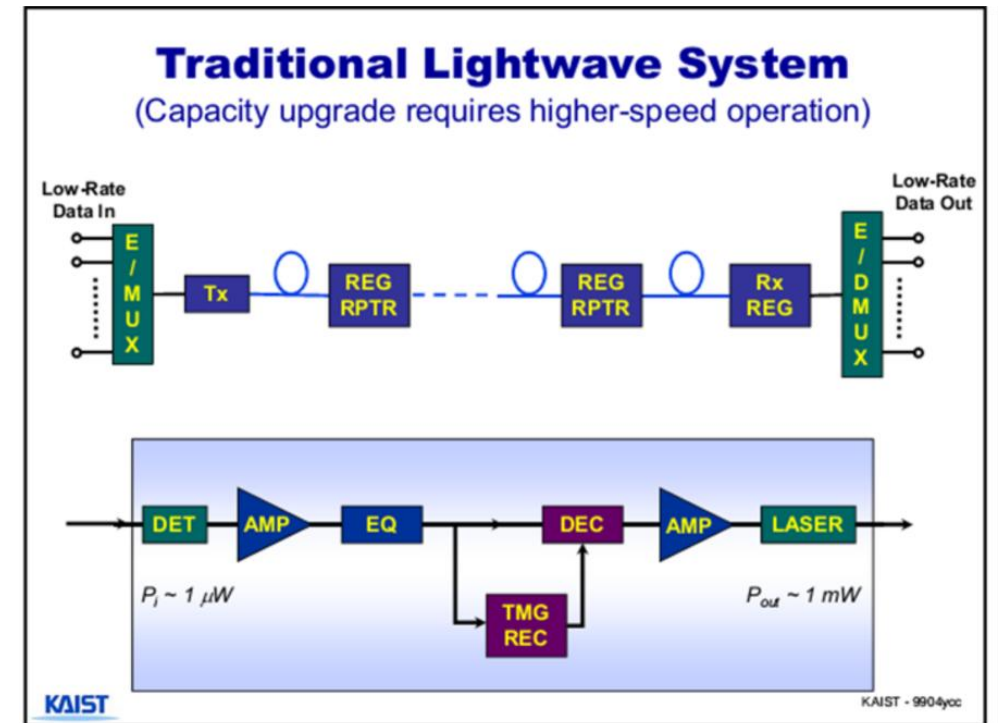 Traditional Lightwave System
(Capacity upgrade requires higher-speed operation)
Low-Rate
Data In
Low-Rate
Data Out
E
/
M
U
X
Tx
REG
RPTR
REG
RPTR
Rx
REG
E
/
D
M
U
X
DET
AMP
EQ
DEC
AMP
LASER
Pi ~ 1 μW
Pout ~ 1 mW
TMG
REC
KAIST
KAIST - 9904ycc